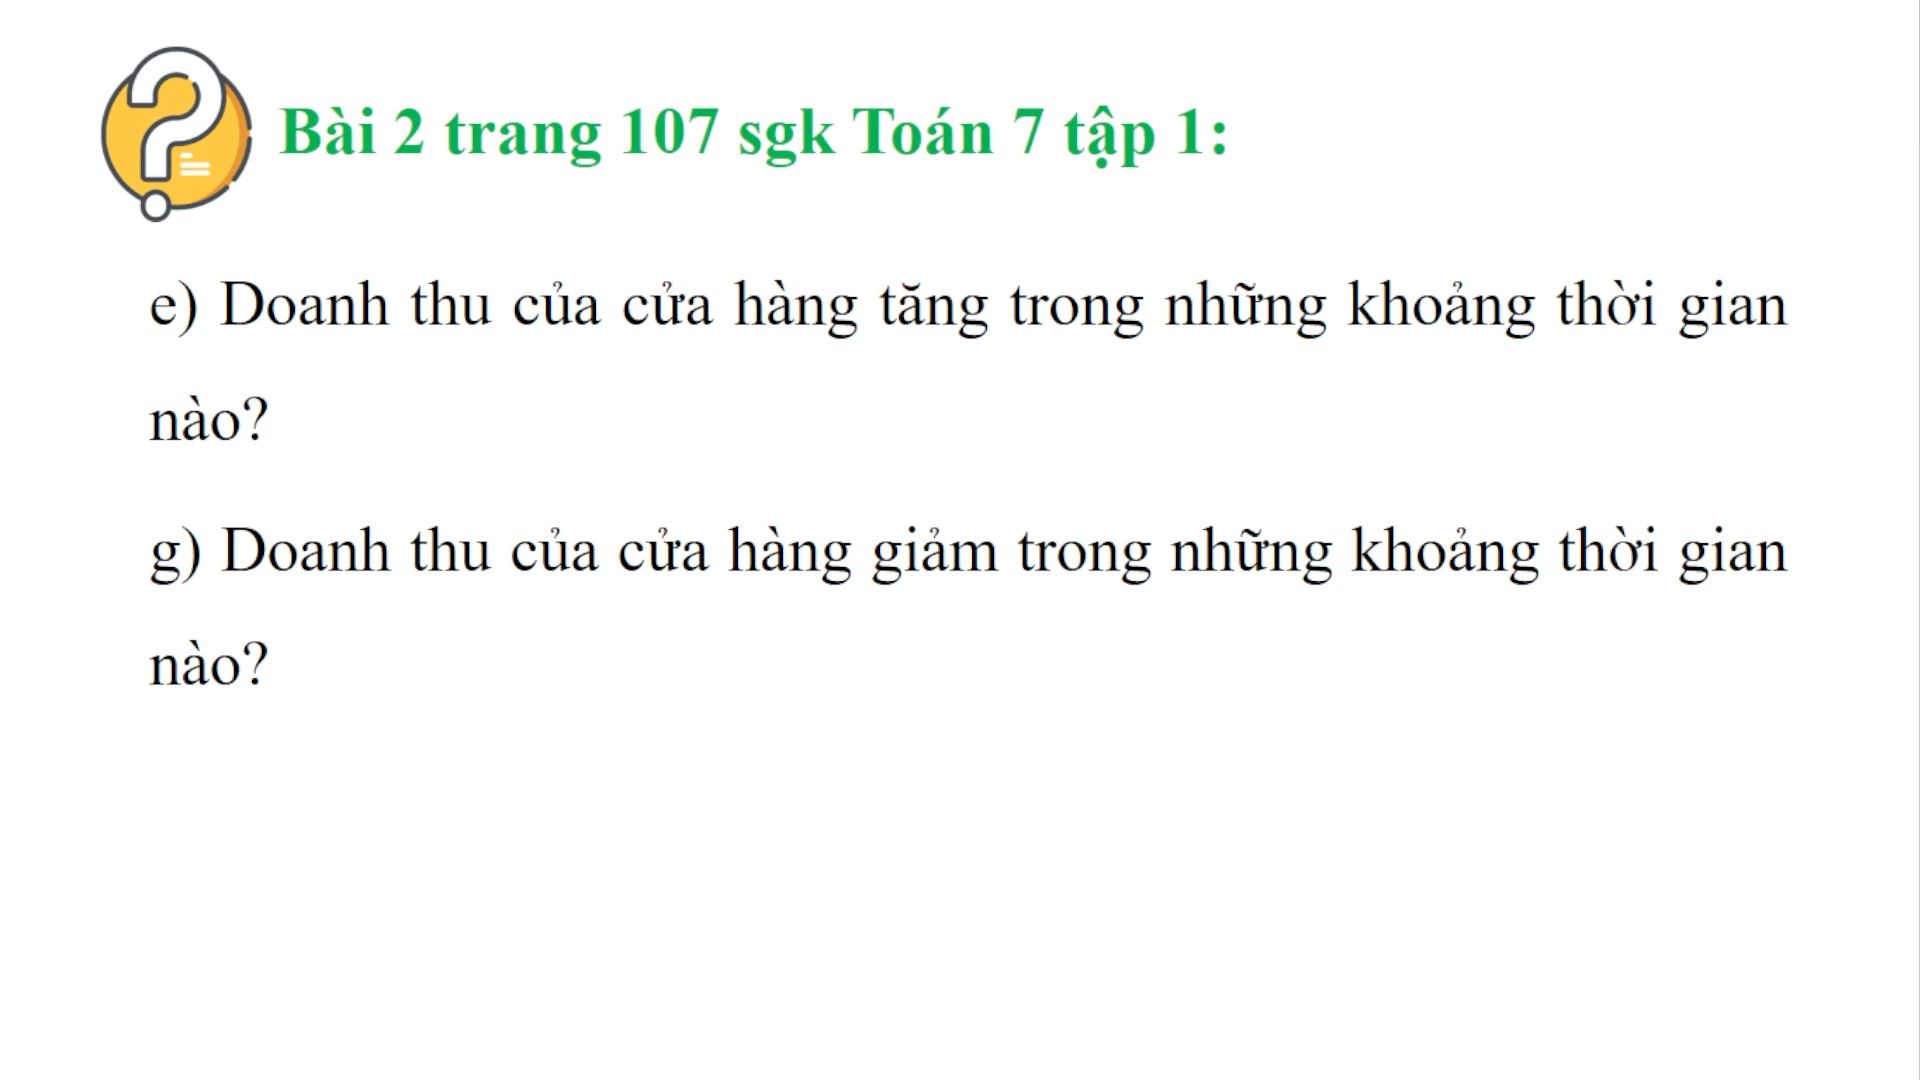 Bài 2 trang 107 sgk Toán 7 tập 1:
e) Doanh thu của cửa hàng tăng trong những khoảng thời gian
nào?
g) Doanh thu của cửa hàng giảm trong những khoảng thời gian
nào?